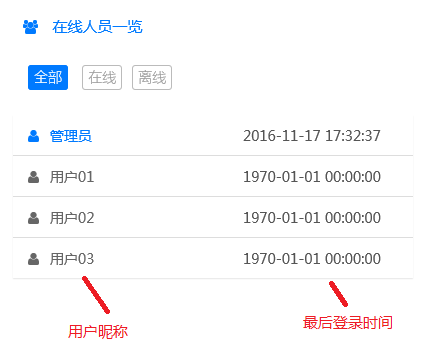 在线人员一览
全部 在线 离线
管理员 2016-11-17 17:32:37
用户01 1970-01-01 00:00:00
用户02 1970-01-01 00:00:00
用户03 1970-01-01 00:00:00
用户昵称 最后登录时间